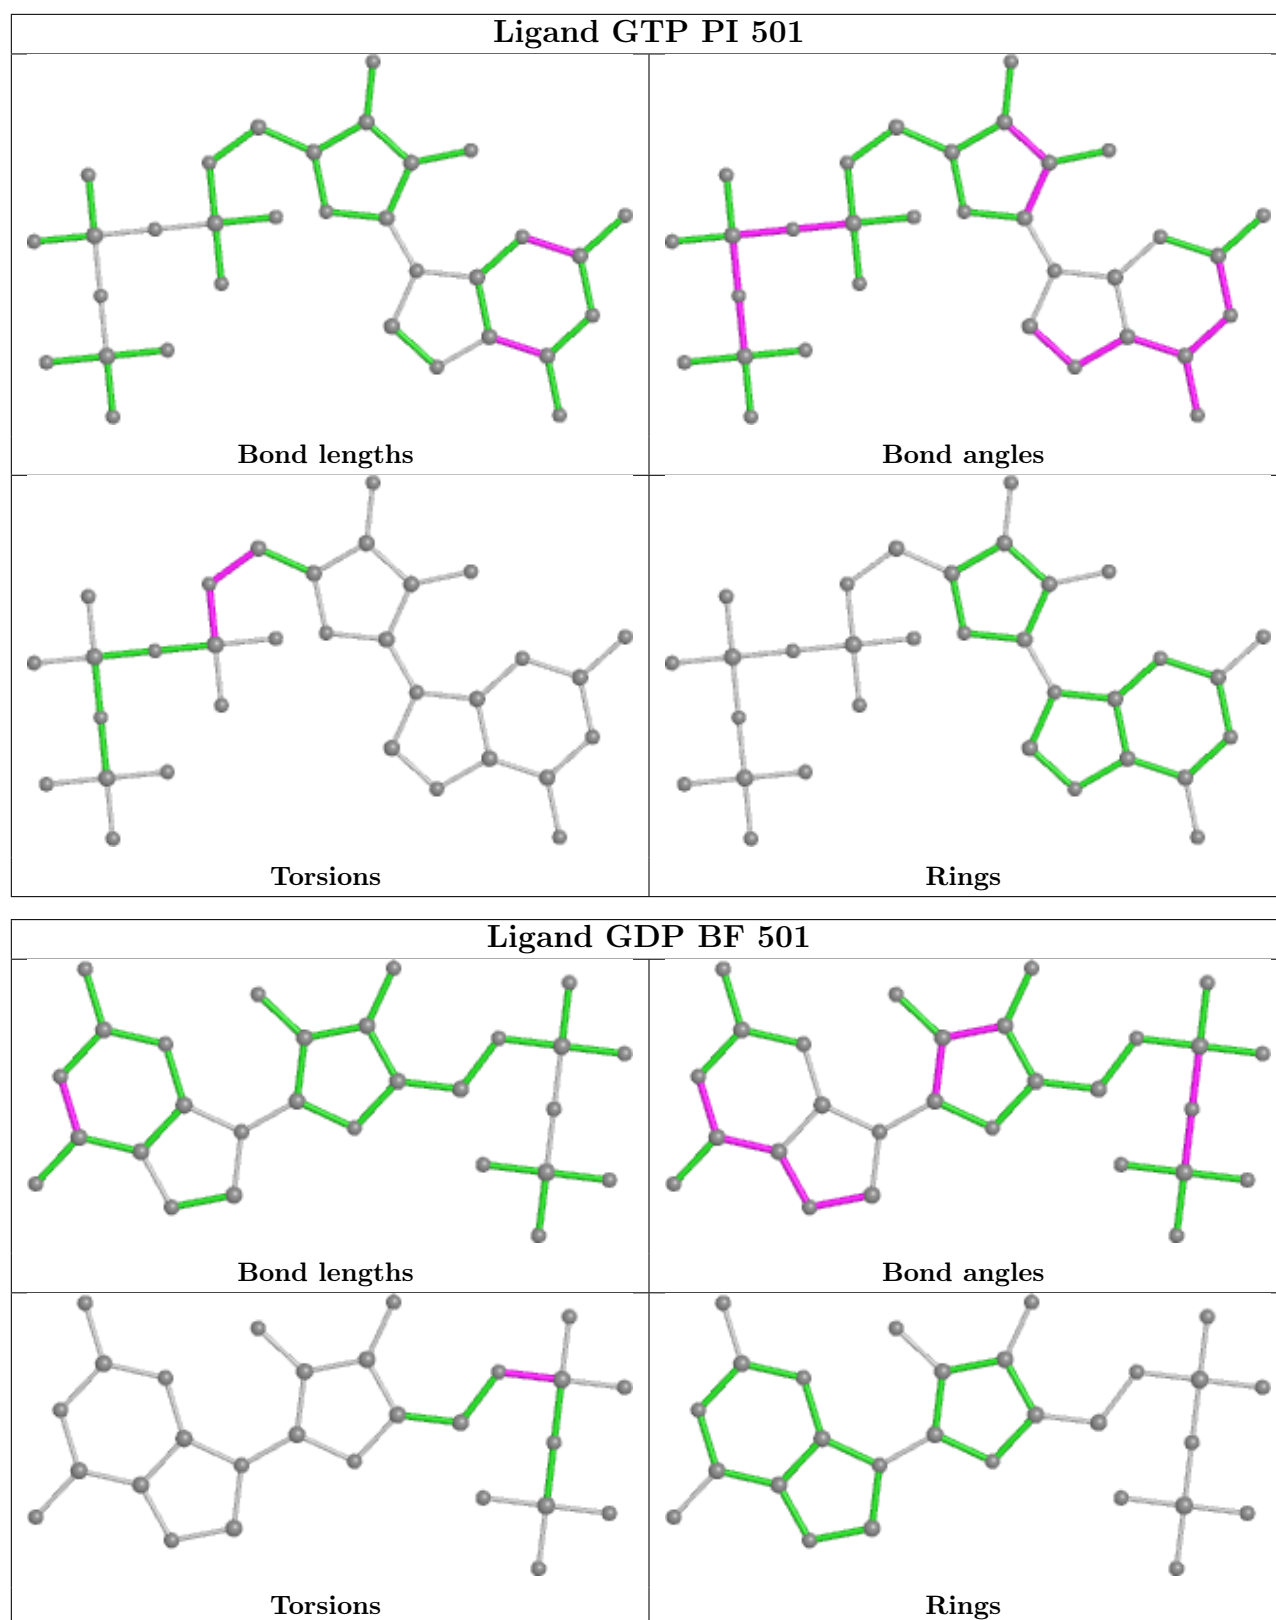 Ligand GTP PI 501
Bond lengths
Bond angles
Torsions
Rings
Ligand GDP BF 501
Bond lengths
Bond angles
Torsions
Rings